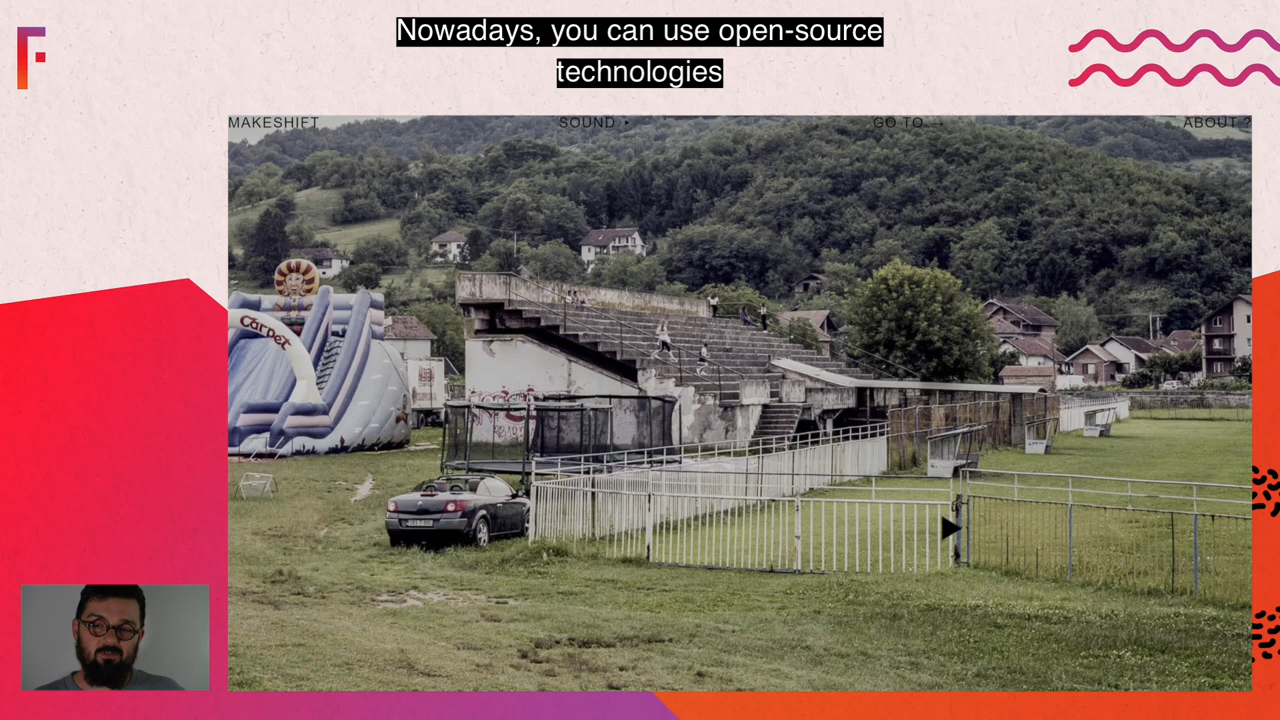 Nowadays, you can use open-source
technologies
MAKESHIFT
SOUND
GO TO →
ABOUT ?
Carpet